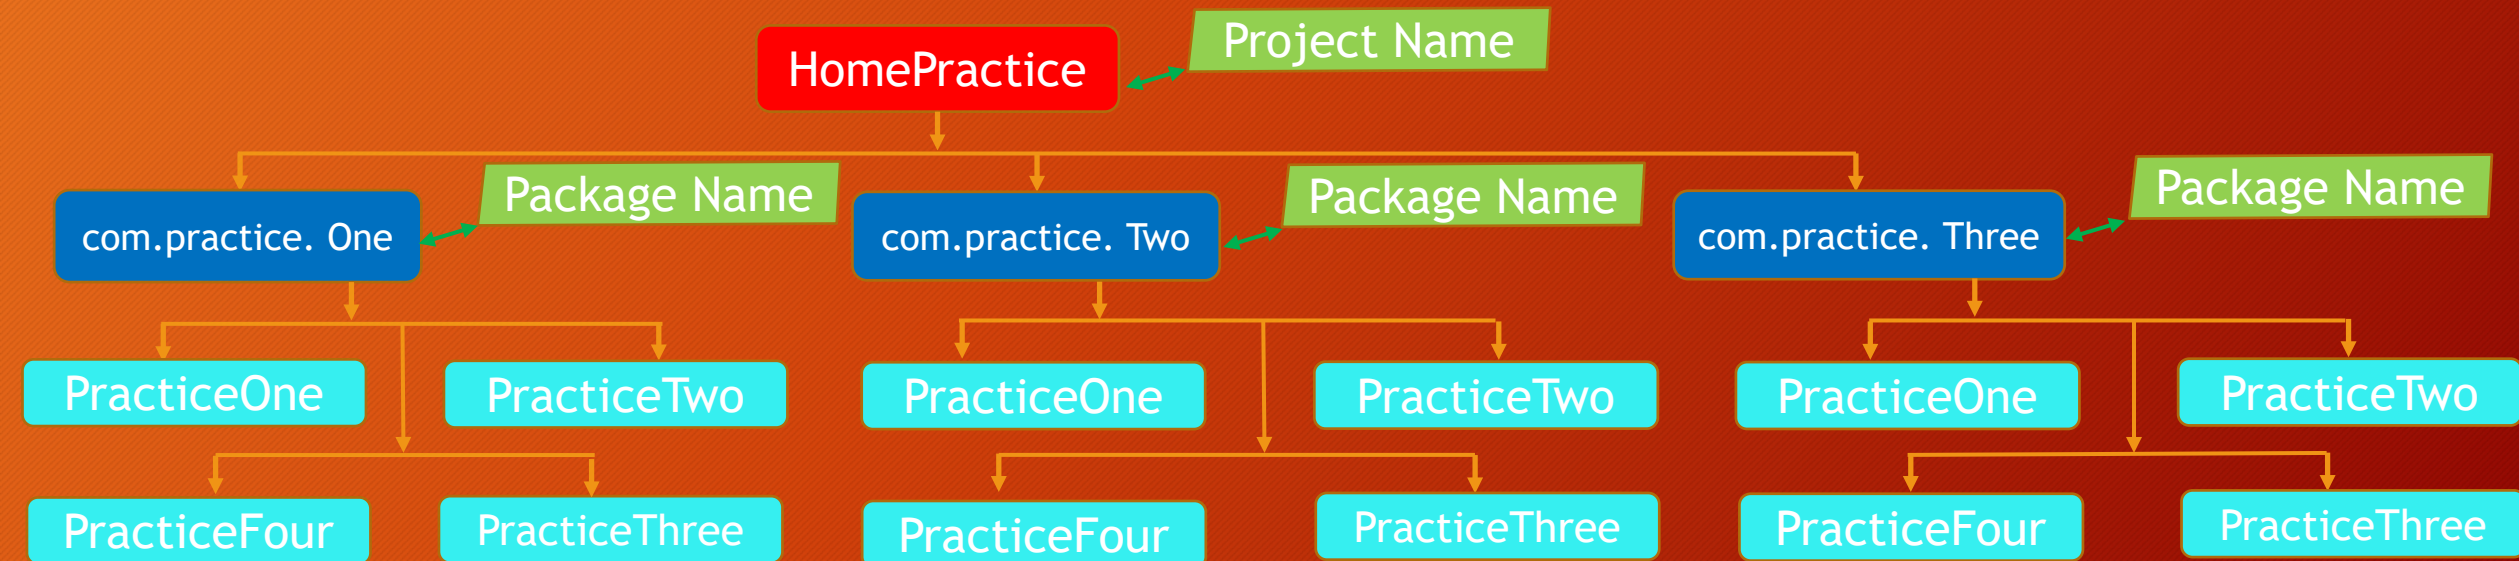 HomePractice
Project Name
com.practice. One
Package Name
com.practice. Two
Package Name
com.practice. Three
Package Name
PracticeOne
PracticeTwo
PracticeOne
PracticeTwo
PracticeOne
PracticeTwo
PracticeFour
PracticeThree
PracticeFour
PracticeThree
PracticeFour
PracticeThree